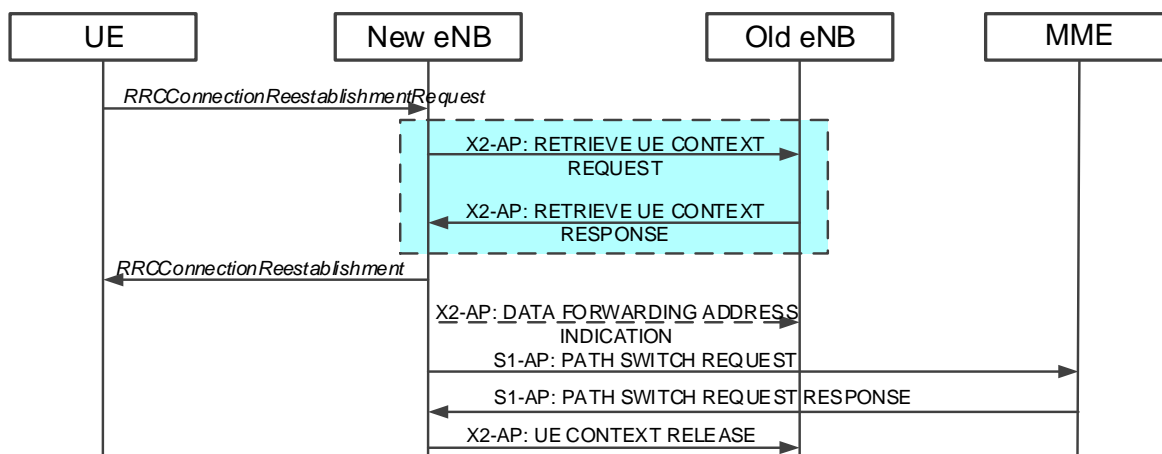 UE
New eNB
Old eNB
MME
RRCConnectionReestablishmentRequest
X2-AP: RETRIEVE UE CONTEXT
REQUEST
X2-AP: RETRIEVE UE CONTEXT
RESPONSE
RRCConnectionReestablishment
X2-AP: DATA FORWARDING ADDRESS
INDICATION
S1-AP: PATH SWITCH REQUEST
S1-AP: PATH SWITCH REQUEST RESPONSE
X2-AP: UE CONTEXT RELEASE